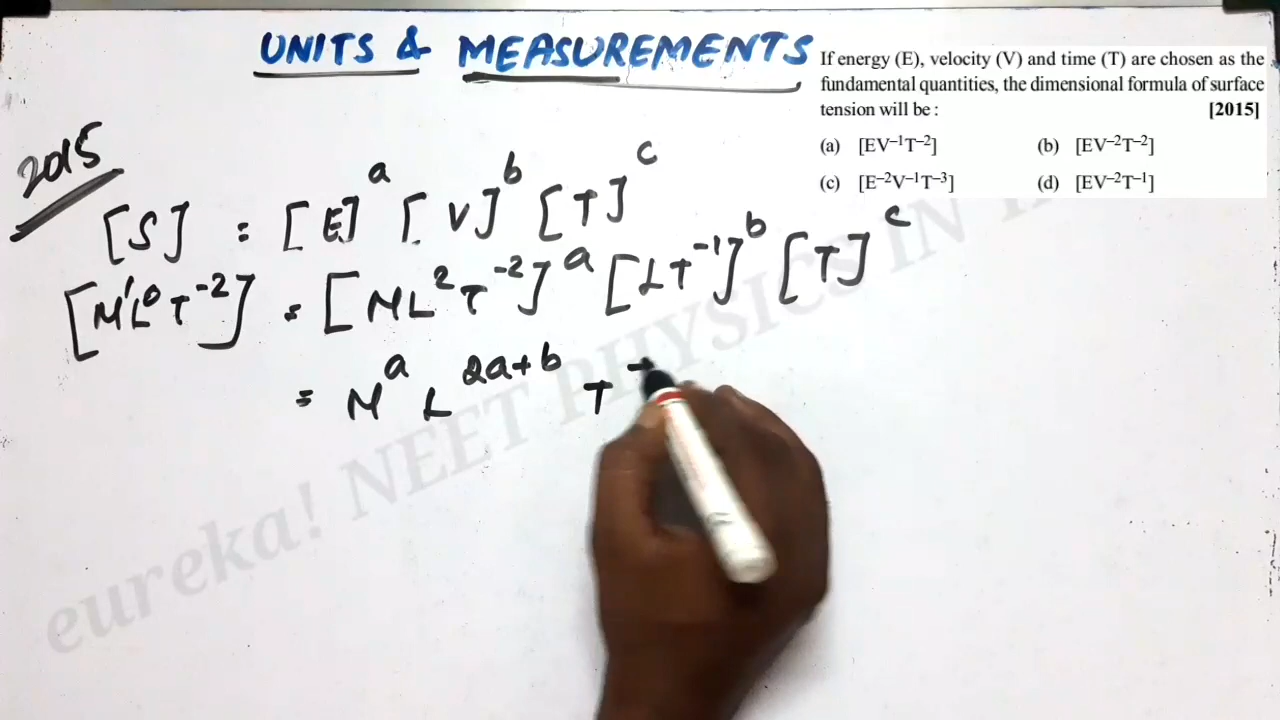 UNITS & MEASUREMENTS
If energy (E), velocity (V) and time (T) are chosen as the
fundamental quantities, the dimensional formula of surface
tension will be : [2015]
(a) [EV⁻¹T⁻²] (b) [EV⁻²T⁻²]
(c) [E⁻²V⁻¹T⁻³] (d) [EV⁻²T⁻¹]
2015
[S] = [E]ᵃ [V]ᵇ [T]ᶜ
[M¹L⁰T⁻²] = [ML²T⁻²]ᵃ [LT⁻¹]ᵇ [T]ᶜ
= Mᵃ L²ᵃ⁺ᵇ T⁻
eureka! NEET PHYSICS IN